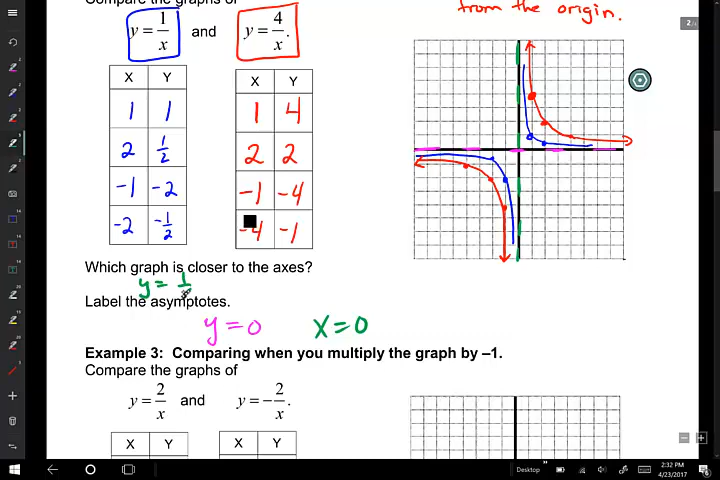 Compare the graphs of
from the origin.
y = 1/x and y = 4/x.
X Y
1 1
2 1/2
-1 -2
-2 -1/2
X Y
1 4
2 2
-1 -4
-4 -1
Which graph is closer to the axes?
y = 1
Label the asymptotes.
y = 0 x = 0
Example 3: Comparing when you multiply the graph by –1.
Compare the graphs of
y = 2/x and y = -2/x.
X Y
X Y
Desktop
2:32 PM
4/23/2017